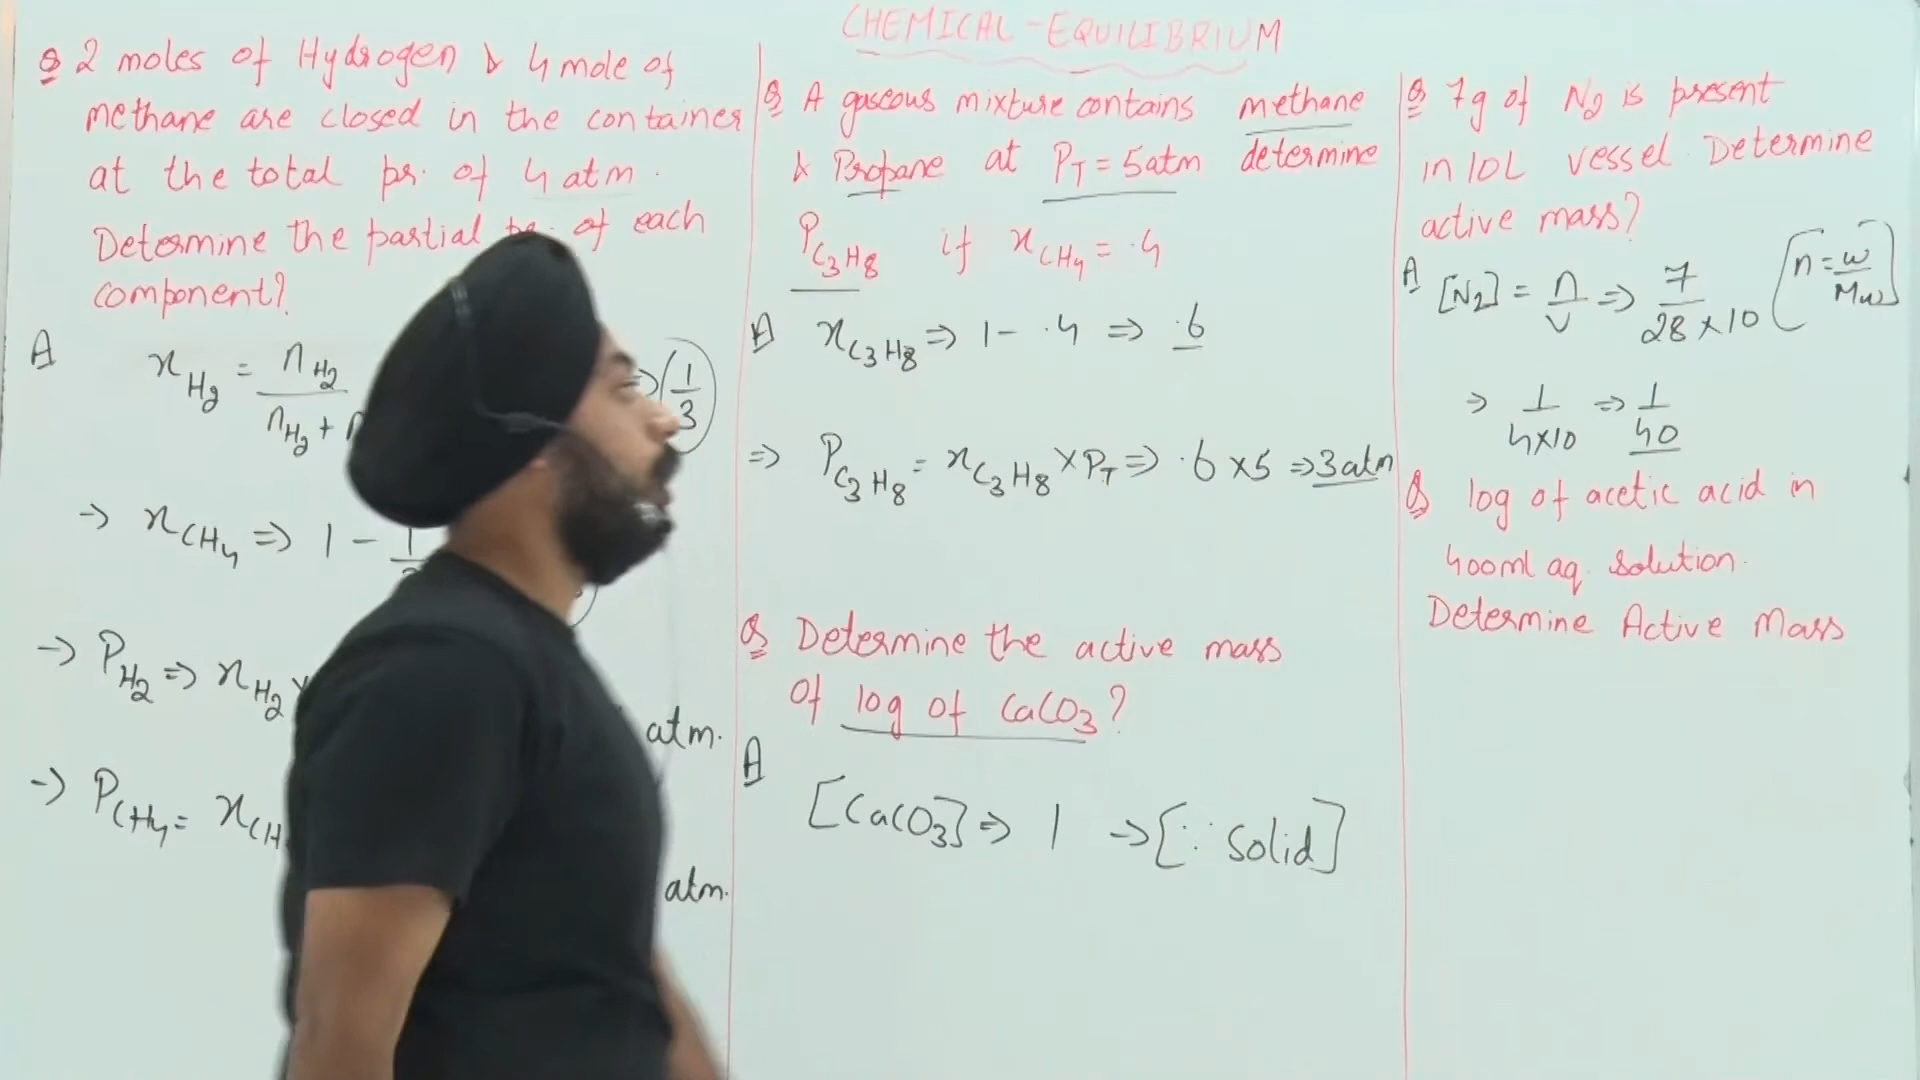 CHEMICAL-EQUILIBRIUM
Q 2 moles of Hydrogen & 4 mole of
methane are closed in the container
at the total pr. of 4 atm.
Determine the partial of each
component?
A x_H2 = n_H2 / n_H2 + ⇒ 1/3
→ x_CH4 ⇒ 1 - 1
→ P_H2 ⇒ x_H2 × atm.
→ P_CH4 = x_CH atm.
Q A gaseous mixture contains methane
& Propane at P_T = 5atm determine
P_C3H8 if x_CH4 = .4
A x_C3H8 ⇒ 1 - .4 ⇒ .6
⇒ P_C3H8 = x_C3H8 × P_T ⇒ .6 × 5 ⇒ 3 atm
Q Determine the active mass
of 10g of CaCO3?
A [CaCO3] ⇒ 1 → [∵ Solid]
Q 7g of N2 is present
in 10L vessel. Determine
active mass?
A [N2] = n/V ⇒ 7/28×10 [n = w/Mw]
⇒ 1/4×10 ⇒ 1/40
Q 10g of acetic acid in
400ml aq. solution.
Determine Active Mass